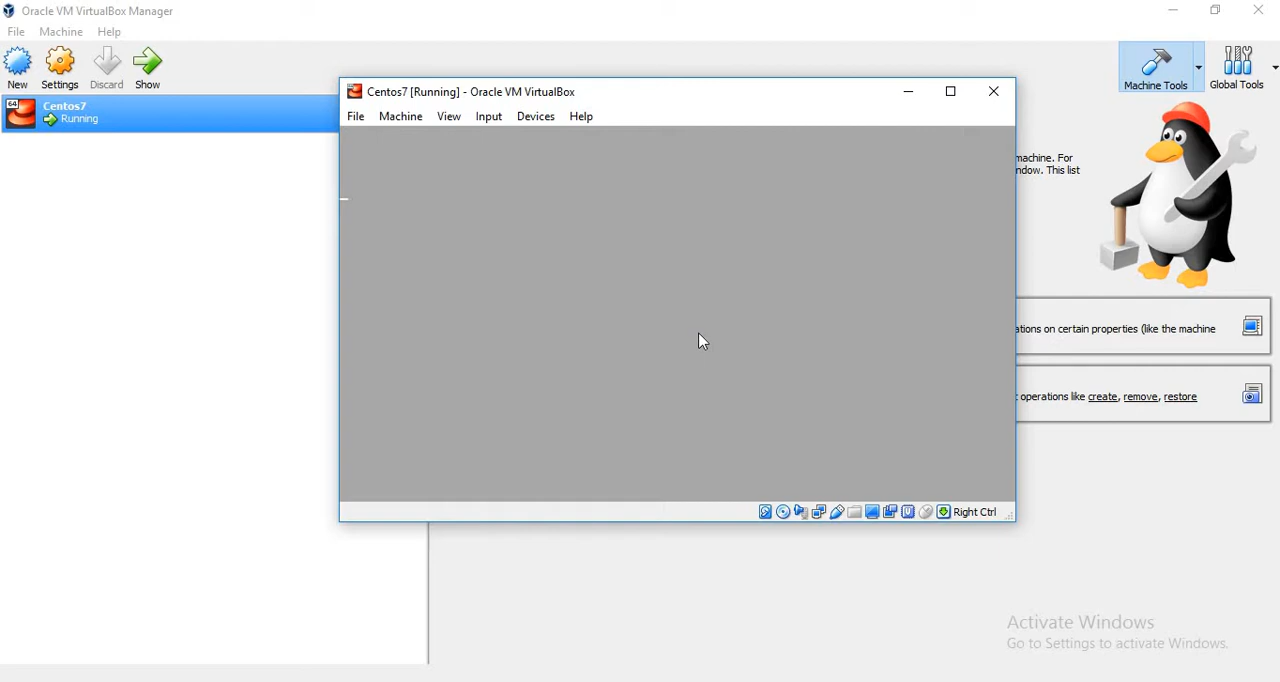 Oracle VM VirtualBox Manager
File Machine Help
New Settings Discard Show
Machine Tools Global Tools
64 Centos7
Running
Centos7 [Running] - Oracle VM VirtualBox
File Machine View Input Devices Help
machine. For
ndow. This list
ations on certain properties (like the machine
operations like create, remove, restore
Right Ctrl
Activate Windows
Go to Settings to activate Windows.